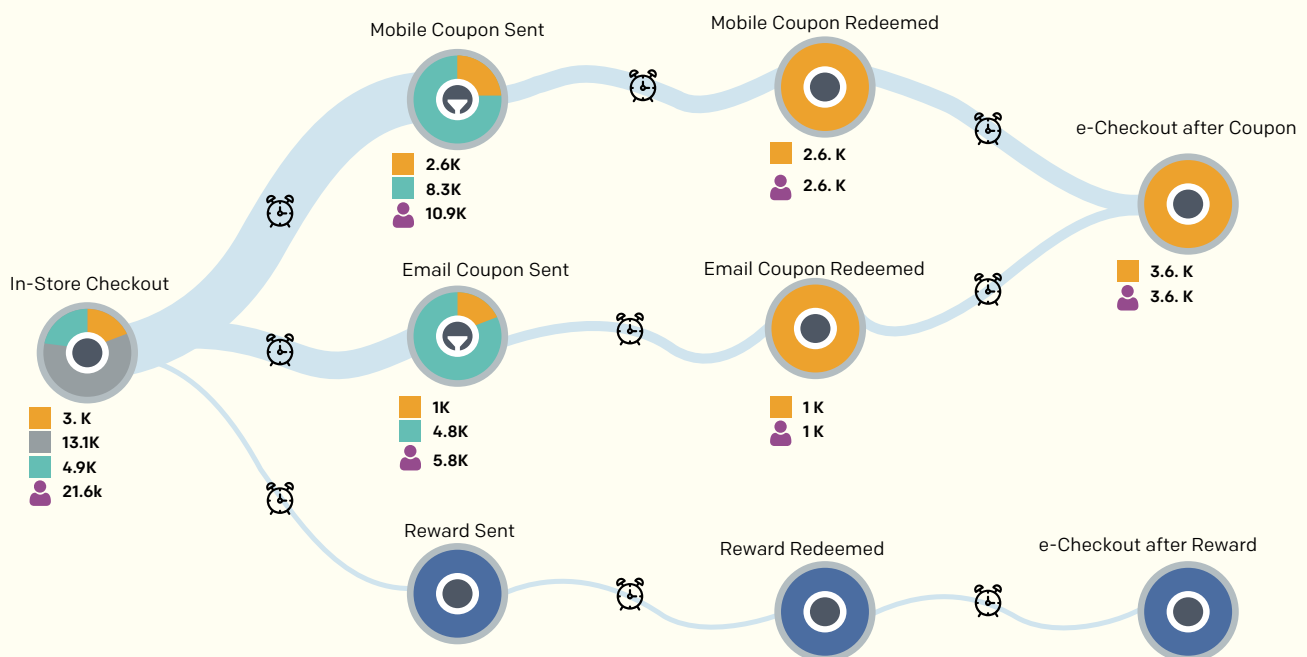 Mobile Coupon Sent
2.6K
8.3K
10.9K
Mobile Coupon Redeemed
2.6. K
2.6. K
e-Checkout after Coupon
3.6. K
3.6. K
In-Store Checkout
3. K
13.1K
4.9K
21.6k
Email Coupon Sent
1K
4.8K
5.8K
Email Coupon Redeemed
1 K
1 K
Reward Sent
Reward Redeemed
e-Checkout after Reward